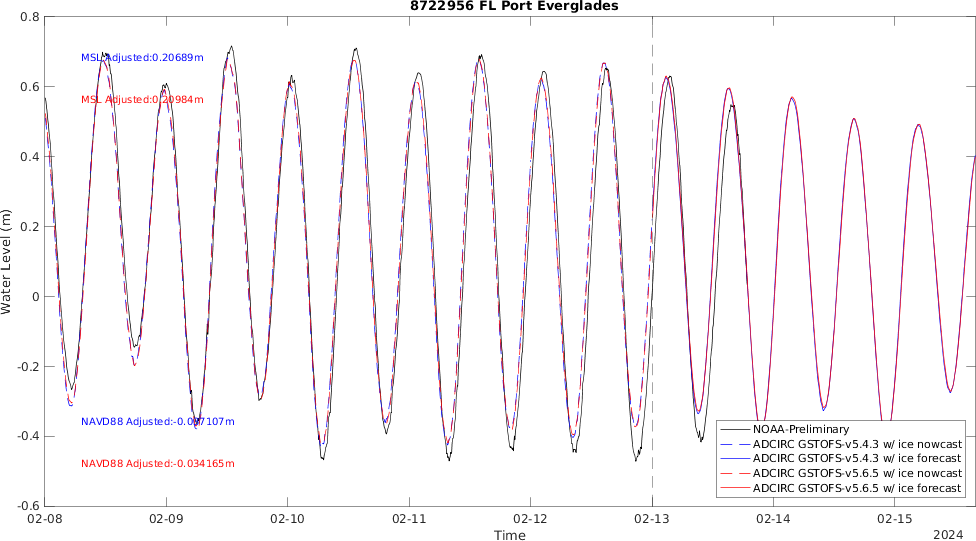 8722956 FL Port Everglades
0.8
0.6
0.4
0.2
0
-0.2
-0.4
-0.6
Water Level (m)
MSL Adjusted:0.20689m
MSL Adjusted:0.20984m
NAVD88 Adjusted:-0.037107m
NAVD88 Adjusted:-0.034165m
NOAA-Preliminary
ADCIRC GSTOFS-v5.4.3 w/ ice nowcast
ADCIRC GSTOFS-v5.4.3 w/ ice forecast
ADCIRC GSTOFS-v5.6.5 w/ ice nowcast
ADCIRC GSTOFS-v5.6.5 w/ ice forecast
02-08
02-09
02-10
02-11
02-12
02-13
02-14
02-15
Time
2024